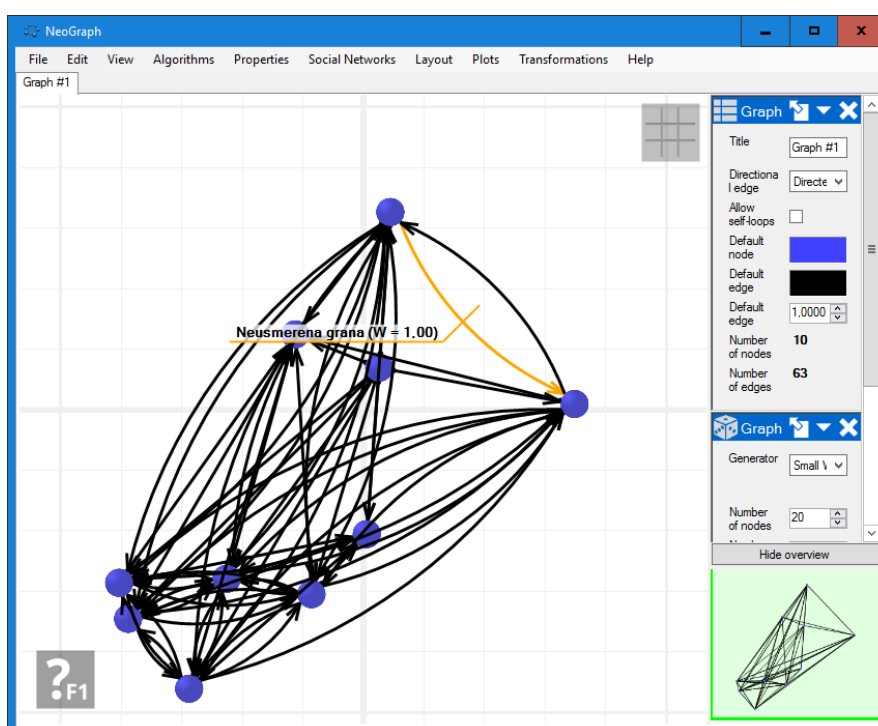 NeoGraph
File Edit View Algorithms Properties Social Networks Layout Plots Transformations Help
Graph #1
Graph
Title
Graph #1
Directiona
l edge
Directe
Allow
self-loops
Default
node
Default
edge
Default
edge
1,0000
Number
of nodes
10
Number
of edges
63
Neusmerena grana (W = 1,00)
Graph
Generator
Small
Number
of nodes
20
Hide overview
?F1